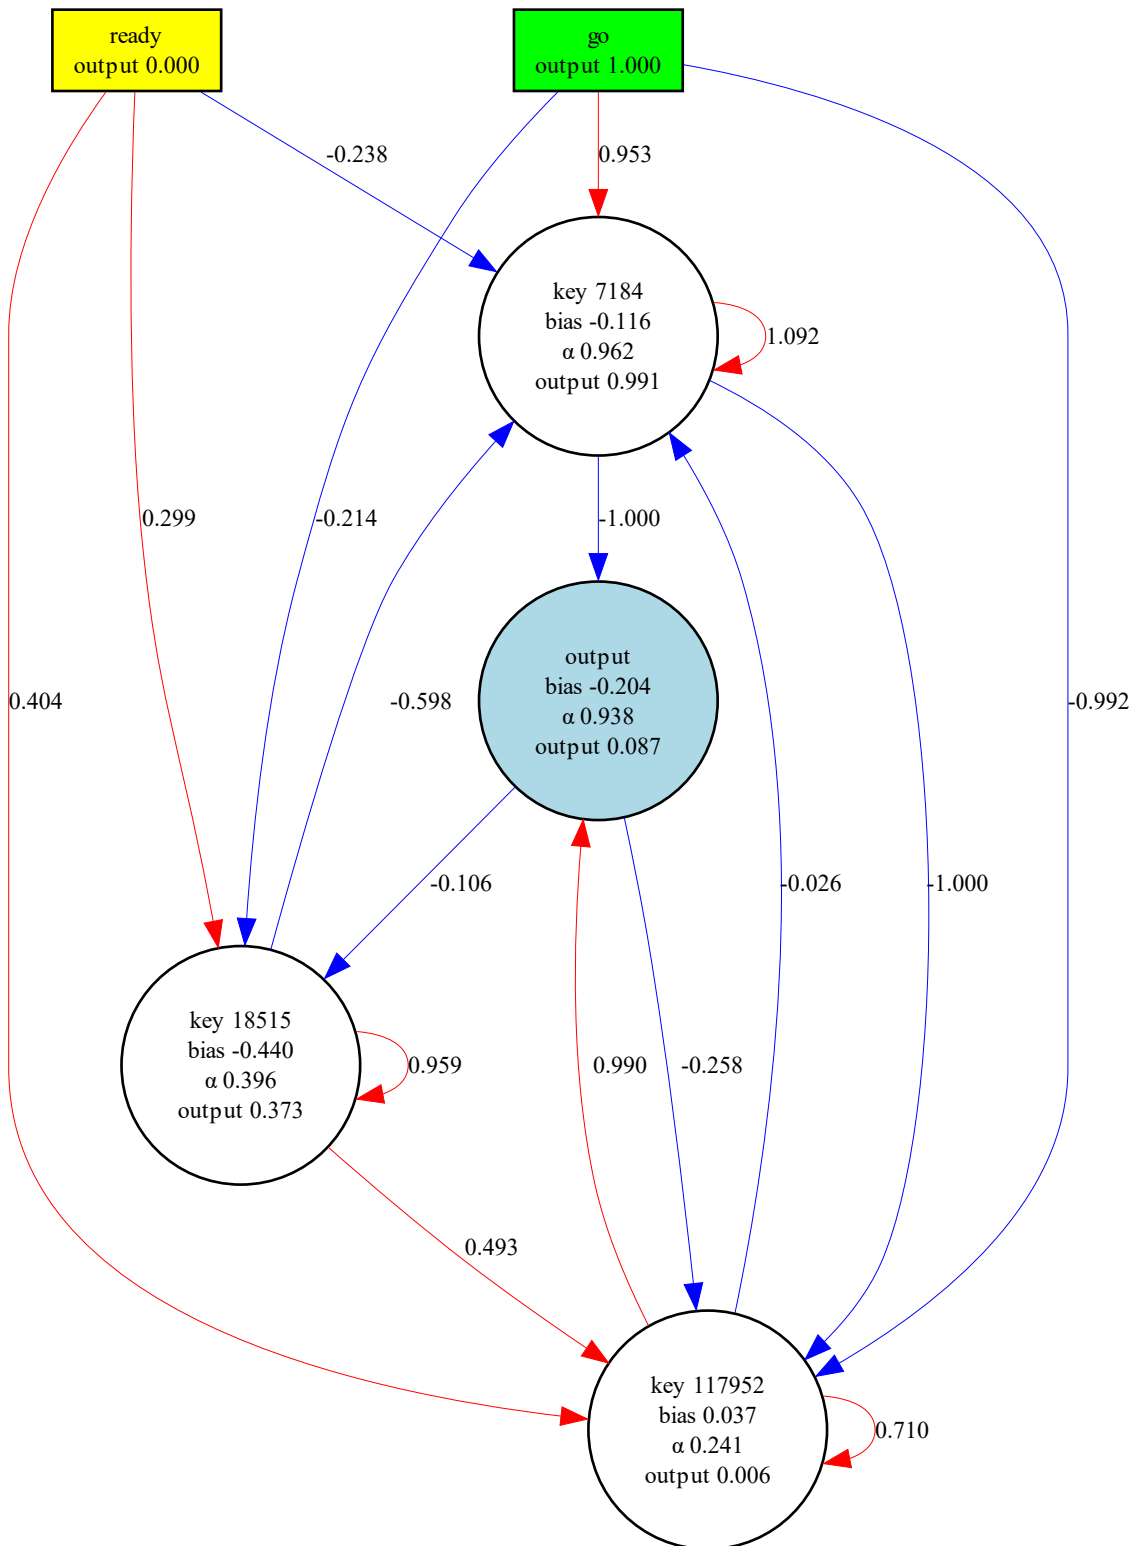 ready
output 0.000
go
output 1.000
-0.238
0.953
key 7184
bias -0.116
α 0.962
output 0.991
1.092
0.299
-0.214
-1.000
output
bias -0.204
α 0.938
output 0.087
0.404
-0.598
-0.992
-0.106
-0.026
-1.000
key 18515
bias -0.440
α 0.396
output 0.373
0.959
0.990
-0.258
0.493
key 117952
bias 0.037
α 0.241
output 0.006
0.710